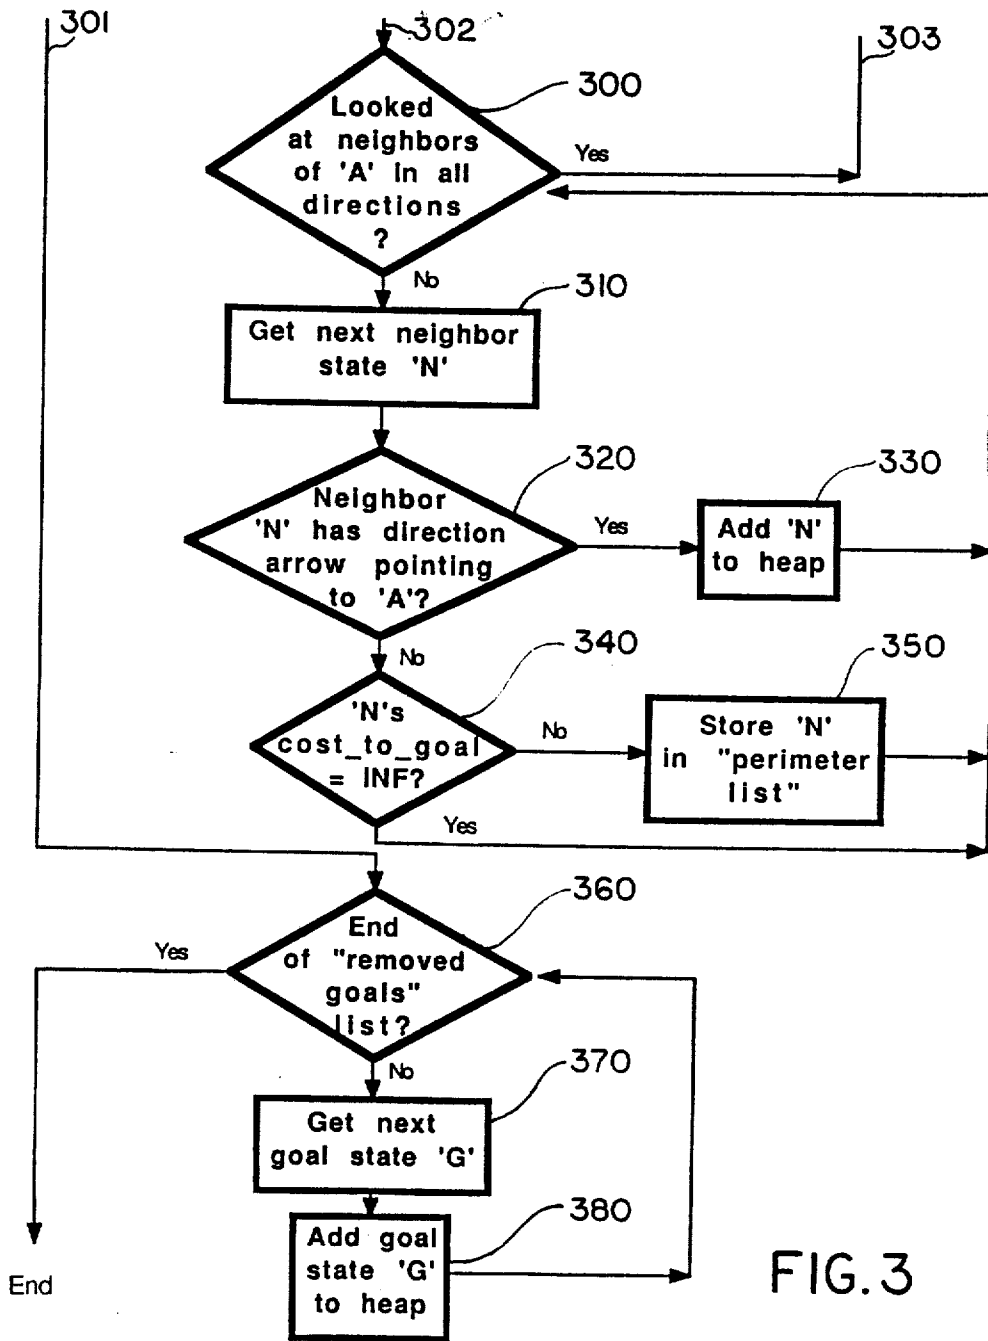 301
302
303
300
Looked
at neighbors
of 'A' in all
directions
?
Yes
No
310
Get next neighbor
state 'N'
320
Neighbor
'N' has direction
arrow pointing
to 'A'?
Yes
330
Add 'N'
to heap
No
340
'N's
cost_to_goal
= INF?
No
350
Store 'N'
in "perimeter
list"
Yes
360
End
of "removed
goals"
list?
Yes
No
370
Get next
goal state 'G'
380
Add goal
state 'G'
to heap
End
FIG. 3